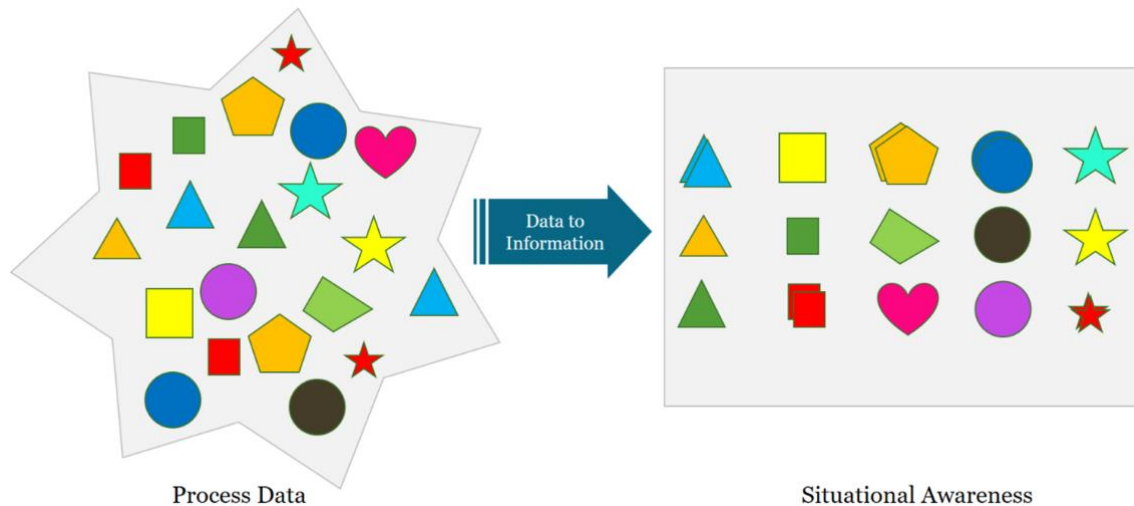 Data to
Information
Process Data
Situational Awareness